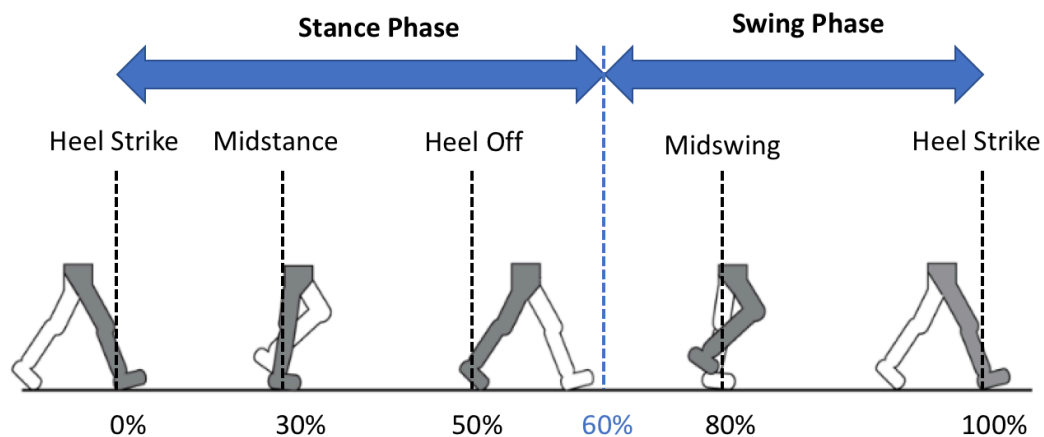 Stance Phase
Swing Phase
Heel Strike
Midstance
Heel Off
Midswing
Heel Strike
0%
30%
50%
60%
80%
100%